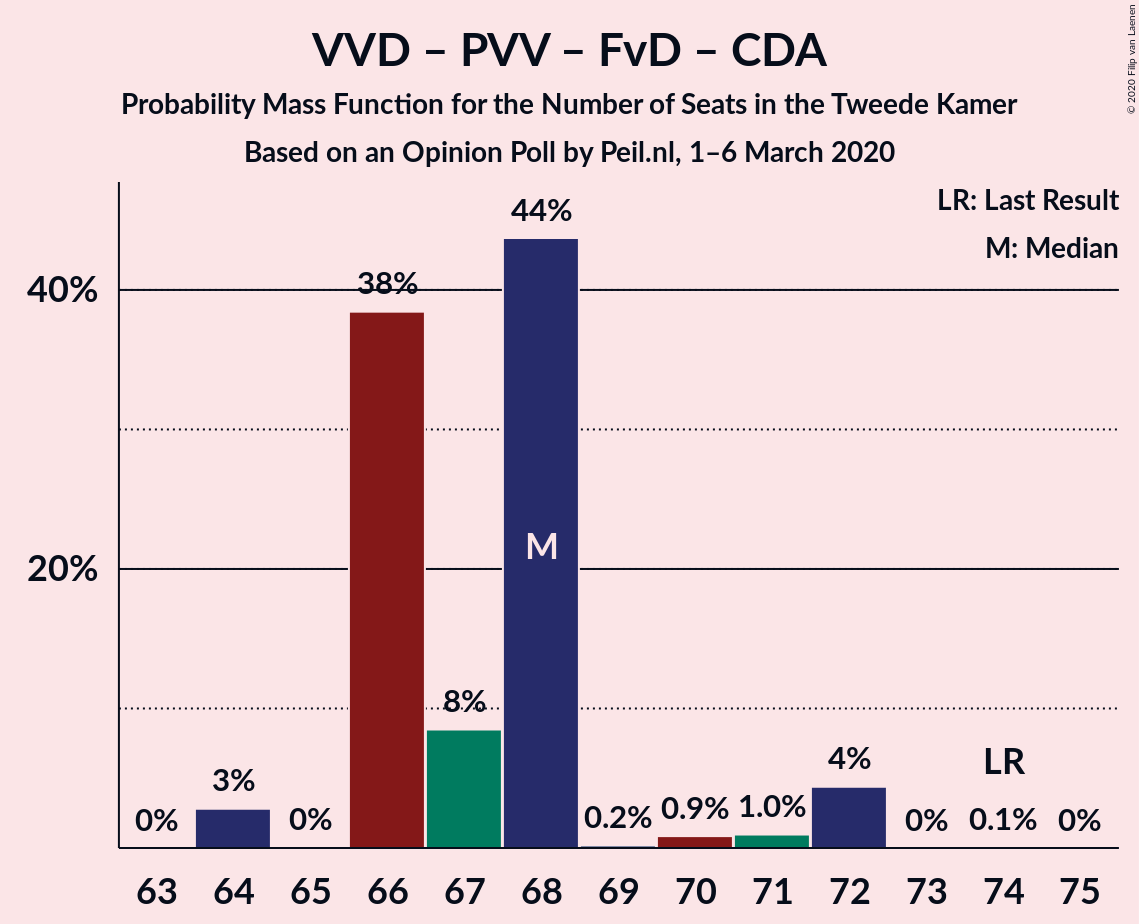 VVD – PVV – FvD – CDA
Probability Mass Function for the Number of Seats in the Tweede Kamer
Based on an Opinion Poll by Peil.nl, 1–6 March 2020
© 2020 Filip van Laenen
LR: Last Result
M: Median
40%
20%
0%
3%
0%
38%
8%
44%
M
0.2%
0.9%
1.0%
4%
0%
LR
0.1%
0%
63 64 65 66 67 68 69 70 71 72 73 74 75